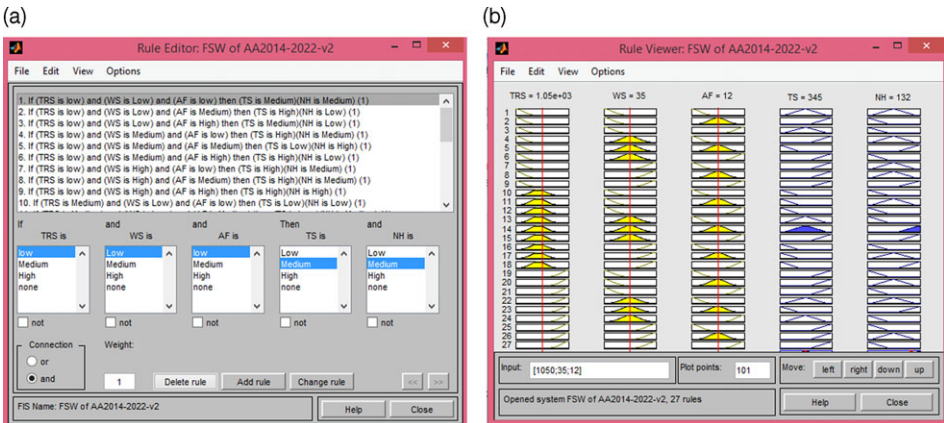 (a)
Rule Editor: FSW of AA2014-2022-v2
File Edit View Options
1. If (TRS is low) and (WS is Low) and (AF is low) then (TS is Medium)(NH is Medium) (1)
2. If (TRS is low) and (WS is Low) and (AF is Medium) then (TS is High)(NH is Low) (1)
3. If (TRS is low) and (WS is Low) and (AF is High) then (TS is Medium)(NH is Low) (1)
4. If (TRS is low) and (WS is Medium) and (AF is low) then (TS is High)(NH is Low) (1)
5. If (TRS is low) and (WS is Medium) and (AF is Medium) then (TS is Low)(NH is High) (1)
6. If (TRS is low) and (WS is Medium) and (AF is High) then (TS is High)(NH is Low) (1)
7. If (TRS is low) and (WS is High) and (AF is low) then (TS is High)(NH is Medium) (1)
8. If (TRS is low) and (WS is High) and (AF is Medium) then (TS is High)(NH is Medium) (1)
9. If (TRS is low) and (WS is High) and (AF is High) then (TS is High)(NH is High) (1)
10. If (TRS is Medium) and (WS is Low) and (AF is low) then (TS is Low)(NH is Low) (1)
If and and Then and
TRS is WS is AF is TS is NH is
low Low low Low Low
Medium Medium Medium Medium Medium
High High High High High
none none none none none
not not not not not
Connection Weight:
or
and 1 Delete rule Add rule Change rule << >>
FIS Name: FSW of AA2014-2022-v2 Help Close
(b)
Rule Viewer: FSW of AA2014-2022-v2
File Edit View Options
TRS = 1.05e+03 WS = 35 AF = 12 TS = 345 NH = 132
1
2
3
4
5
6
7
8
9
10
11
12
13
14
15
16
17
18
19
20
21
22
23
24
25
26
27
Input: [1050;35;12] Plot points: 101 Move: left right down up
Opened system FSW of AA2014-2022-v2, 27 rules Help Close